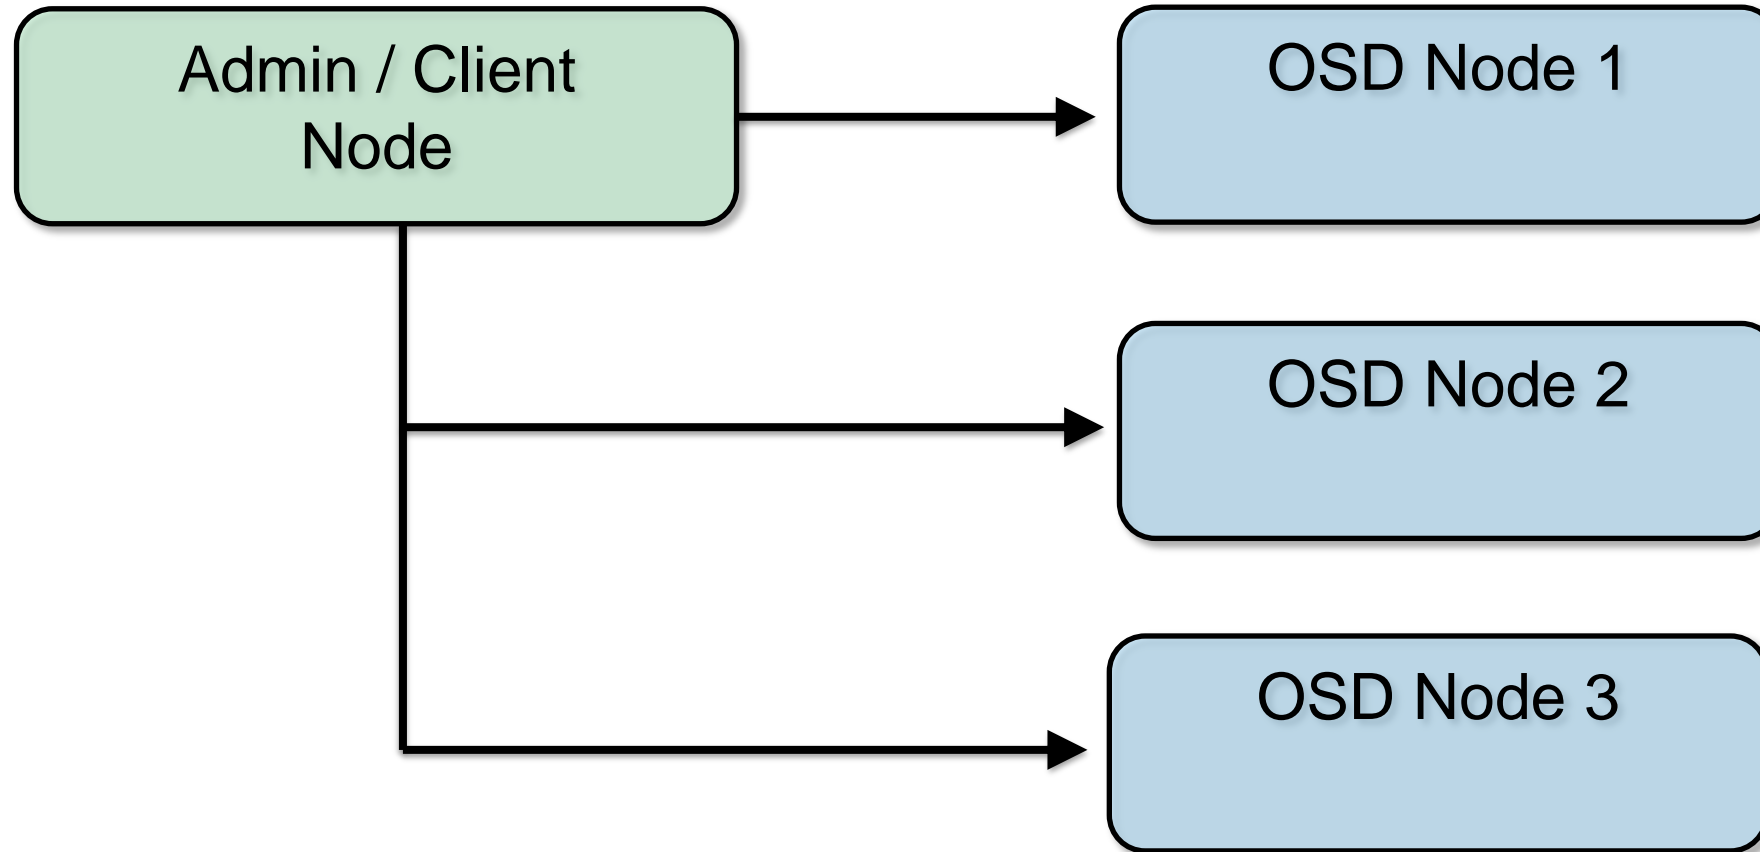 Admin / Client
Node
OSD Node 1
OSD Node 2
OSD Node 3